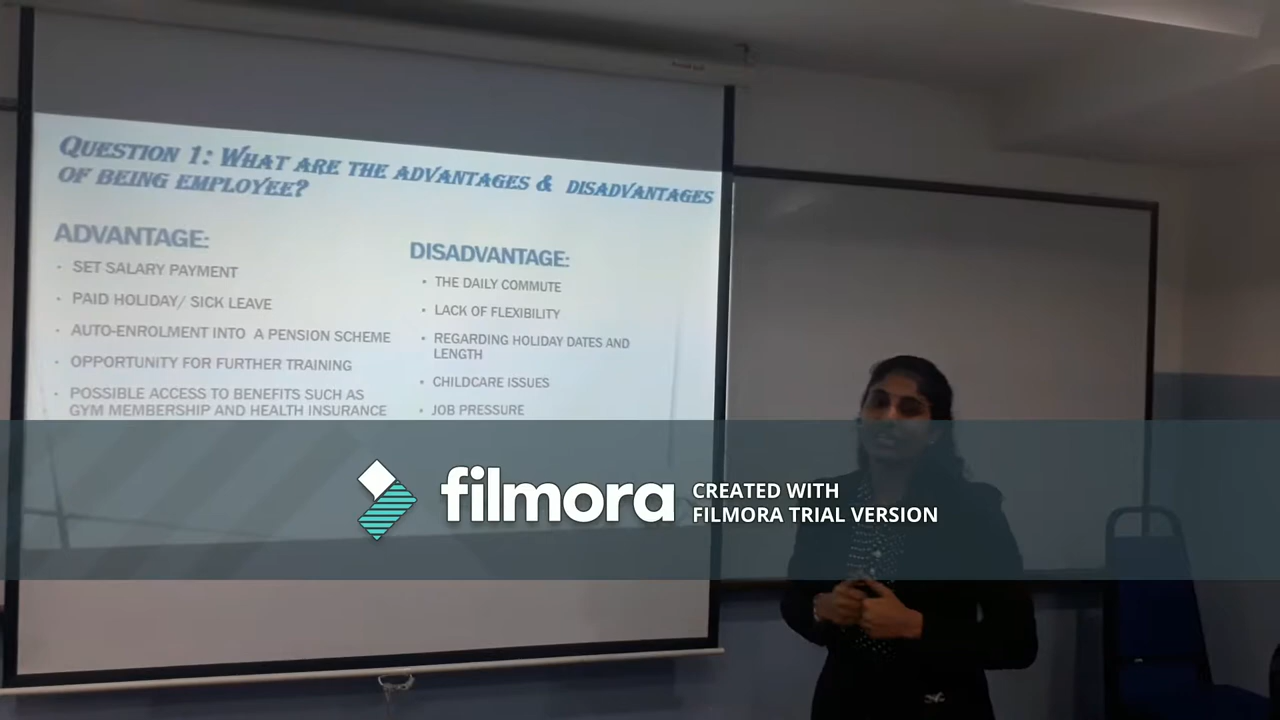 QUESTION 1: WHAT ARE THE ADVANTAGES & DISADVANTAGES
OF BEING EMPLOYEE?
ADVANTAGE:
• SET SALARY PAYMENT
• PAID HOLIDAY/ SICK LEAVE
• AUTO-ENROLMENT INTO A PENSION SCHEME
• OPPORTUNITY FOR FURTHER TRAINING
• POSSIBLE ACCESS TO BENEFITS SUCH AS
GYM MEMBERSHIP AND HEALTH INSURANCE
DISADVANTAGE:
• THE DAILY COMMUTE
• LACK OF FLEXIBILITY
• REGARDING HOLIDAY DATES AND
LENGTH
• CHILDCARE ISSUES
• JOB PRESSURE
filmora
CREATED WITH
FILMORA TRIAL VERSION